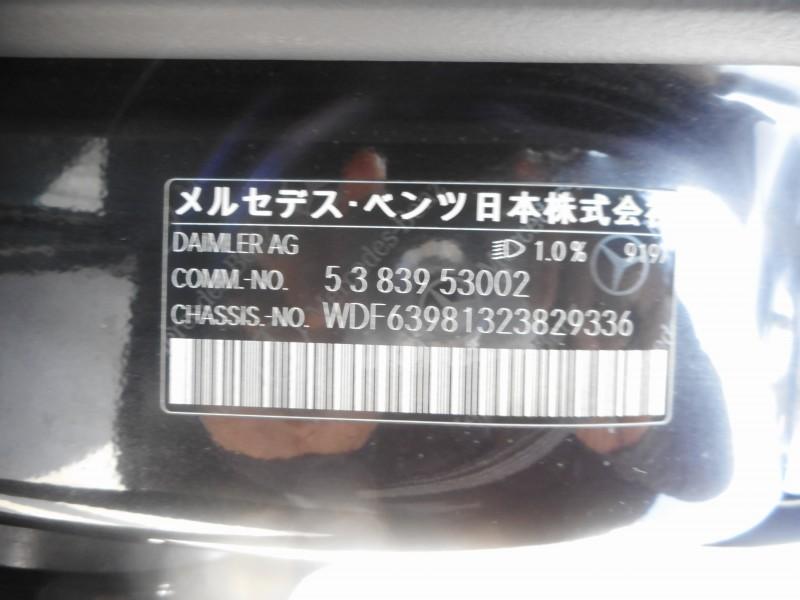 メルセデス・ベンツ日本株式会社
DAIMLER AG 1.0% 9197
COMM.-NO. 5 3 839 53002
CHASSIS.-NO. WDF63981323829336